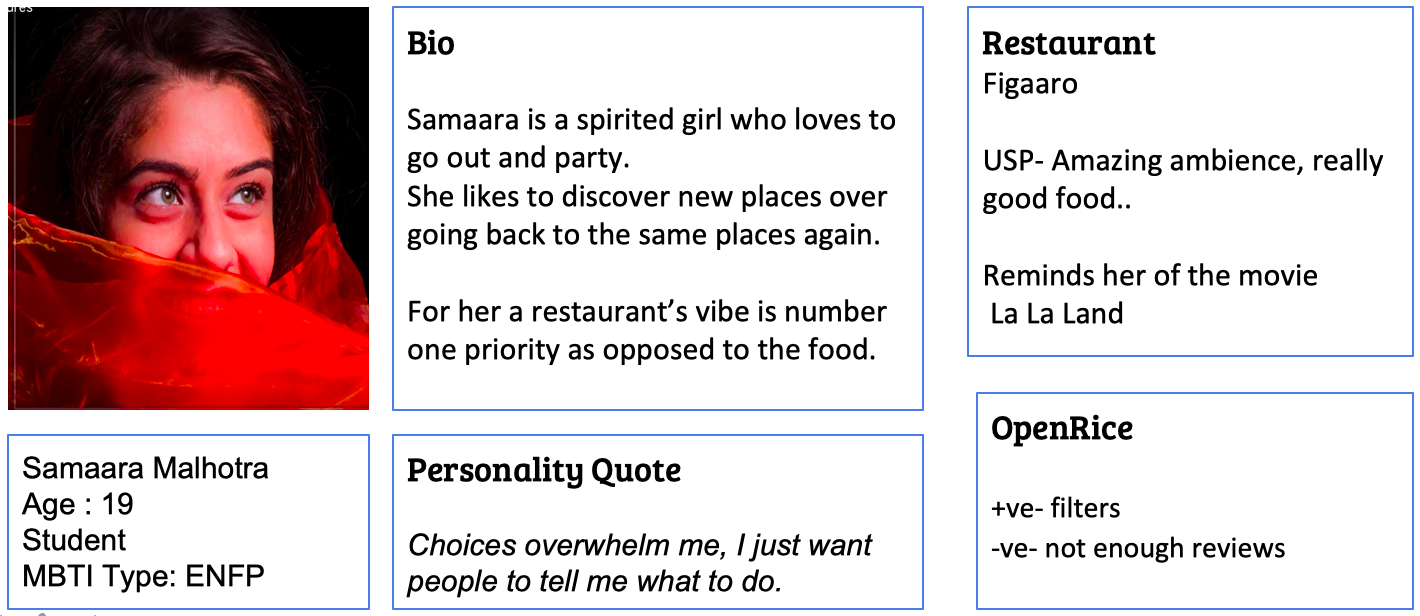 Bio
Samaara is a spirited girl who loves to
go out and party.
She likes to discover new places over
going back to the same places again.
For her a restaurant’s vibe is number
one priority as opposed to the food.
Restaurant
Figaaro
USP- Amazing ambience, really
good food..
Reminds her of the movie
La La Land
Samaara Malhotra
Age : 19
Student
MBTI Type: ENFP
Personality Quote
Choices overwhelm me, I just want
people to tell me what to do.
OpenRice
+ve- filters
-ve- not enough reviews